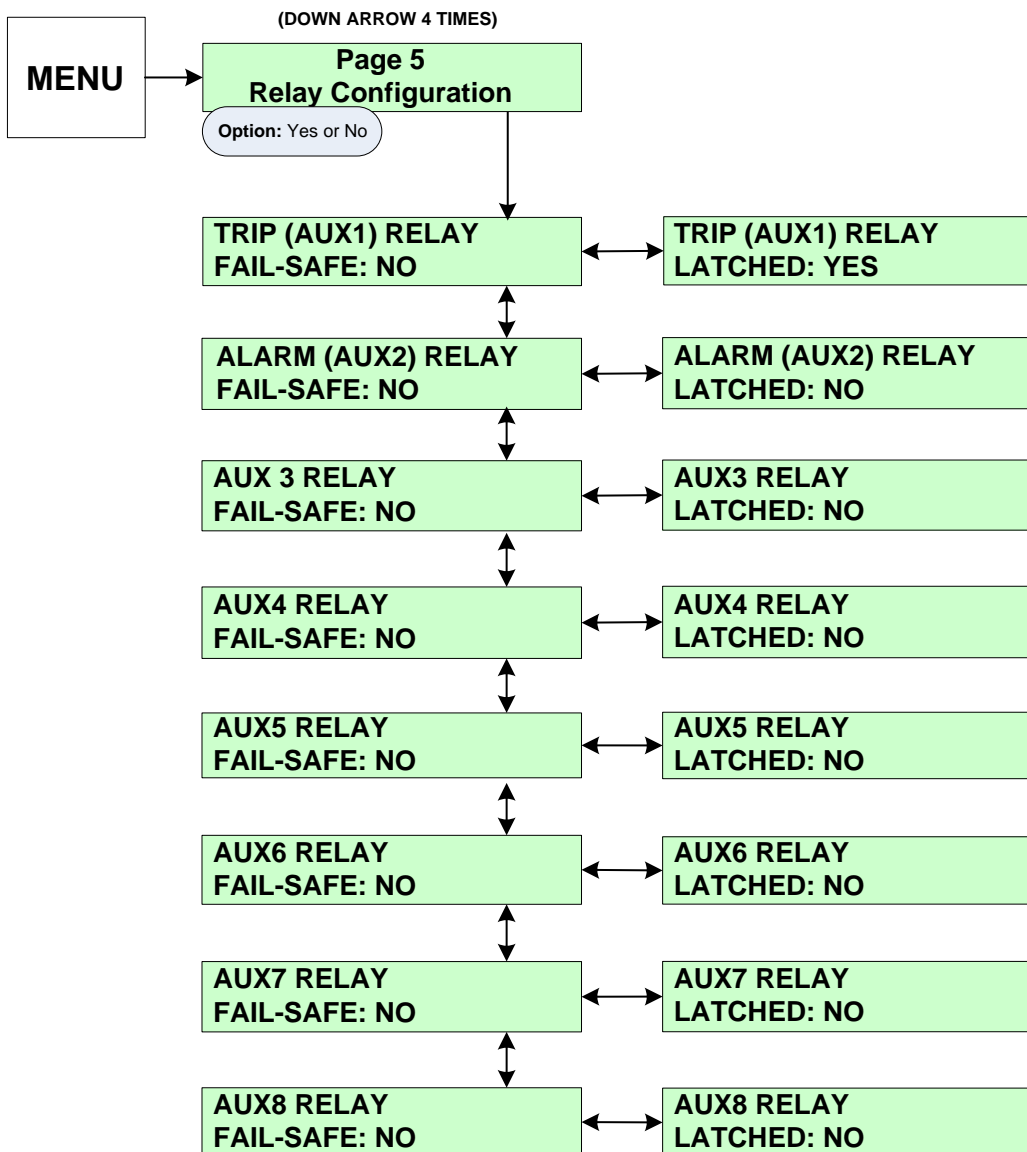 (DOWN ARROW 4 TIMES)
MENU
Page 5
Relay Configuration
Option: Yes or No
TRIP (AUX1) RELAY
FAIL-SAFE: NO
TRIP (AUX1) RELAY
LATCHED: YES
ALARM (AUX2) RELAY
FAIL-SAFE: NO
ALARM (AUX2) RELAY
LATCHED: NO
AUX 3 RELAY
FAIL-SAFE: NO
AUX3 RELAY
LATCHED: NO
AUX4 RELAY
FAIL-SAFE: NO
AUX4 RELAY
LATCHED: NO
AUX5 RELAY
FAIL-SAFE: NO
AUX5 RELAY
LATCHED: NO
AUX6 RELAY
FAIL-SAFE: NO
AUX6 RELAY
LATCHED: NO
AUX7 RELAY
FAIL-SAFE: NO
AUX7 RELAY
LATCHED: NO
AUX8 RELAY
FAIL-SAFE: NO
AUX8 RELAY
LATCHED: NO